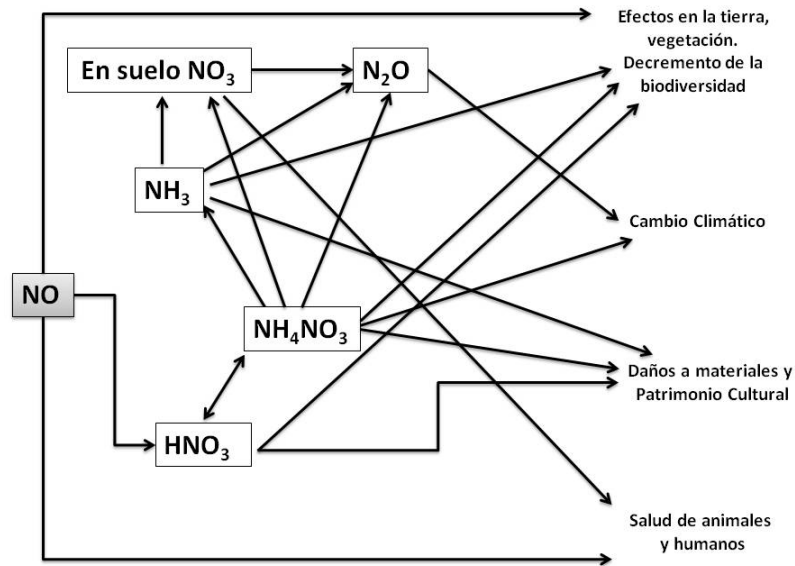 Efectos en la tierra,
vegetación.
Decremento de la
biodiversidad
En suelo NO₃
N₂O
NH₃
Cambio Climático
NO
NH₄NO₃
Daños a materiales y
Patrimonio Cultural
HNO₃
Salud de animales
y humanos